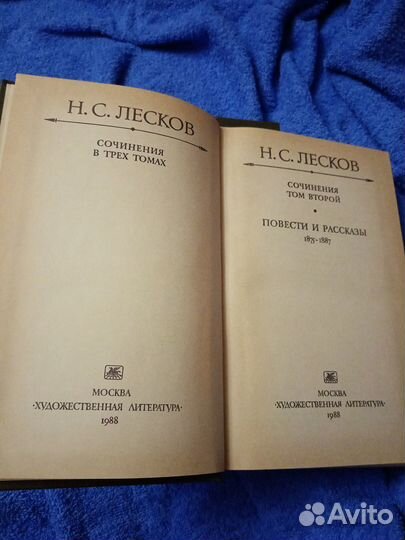 Н. С. ЛЕСКОВ
СОЧИНЕНИЯ
В ТРЕХ ТОМАХ
МОСКВА
·ХУДОЖЕСТВЕННАЯ ЛИТЕРАТУРА·
1988
Н. С. ЛЕСКОВ
СОЧИНЕНИЯ
ТОМ ВТОРОЙ
ПОВЕСТИ И РАССКАЗЫ
1875-1887
МОСКВА
·ХУДОЖЕСТВЕННАЯ ЛИТЕРАТУРА·
1988
Avito